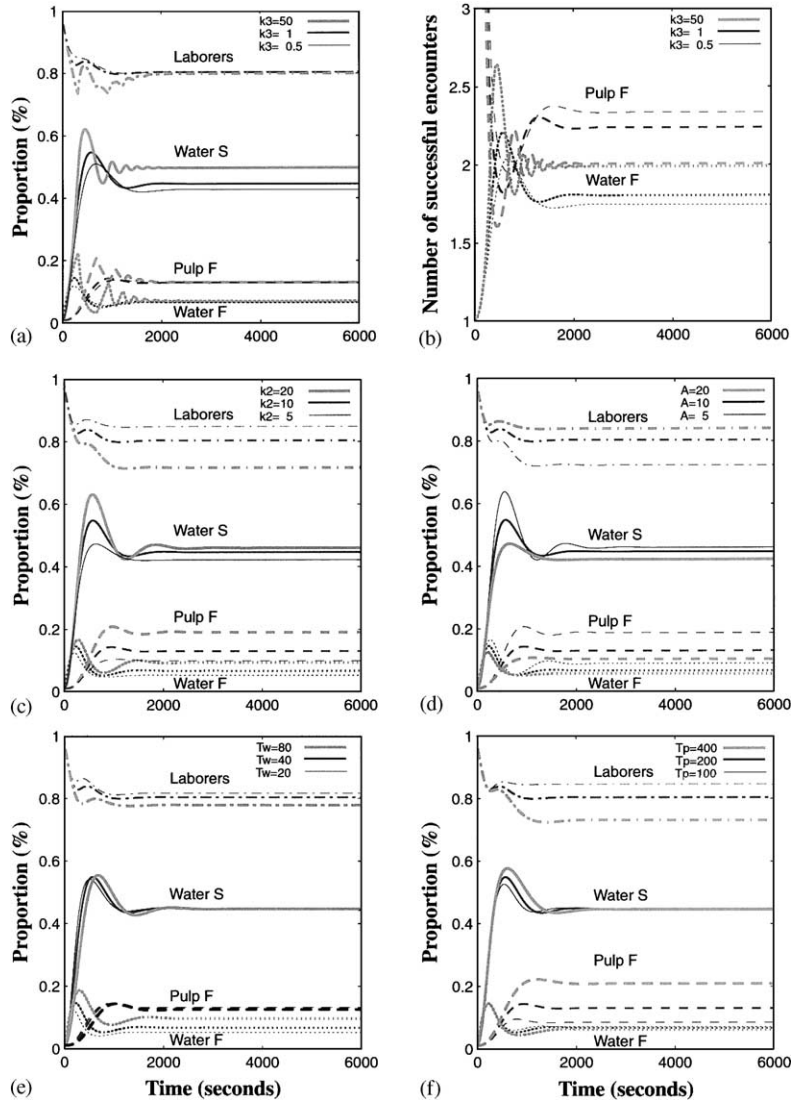 k3=50
k3= 1
k3= 0.5
Laborers
Water S
Pulp F
Water F
Proportion (%)
1
0.8
0.6
0.4
0.2
0
0 2000 4000 6000
(a)
k3=50
k3= 1
k3= 0.5
Pulp F
Water F
Number of successful encounters
3
2.5
2
1.5
1
0 2000 4000 6000
(b)
k2=20
k2=10
k2= 5
Laborers
Water S
Pulp F
Water F
Proportion (%)
1
0.8
0.6
0.4
0.2
0
0 2000 4000 6000
(c)
A=20
A=10
A= 5
Laborers
Water S
Pulp F
Water F
Proportion (%)
1
0.8
0.6
0.4
0.2
0
0 2000 4000 6000
(d)
Tw=80
Tw=40
Tw=20
Laborers
Water S
Pulp F
Water F
Proportion (%)
1
0.8
0.6
0.4
0.2
0
0 2000 4000 6000
Time (seconds)
(e)
Tp=400
Tp=200
Tp=100
Laborers
Water S
Pulp F
Water F
Proportion (%)
1
0.8
0.6
0.4
0.2
0
0 2000 4000 6000
Time (seconds)
(f)